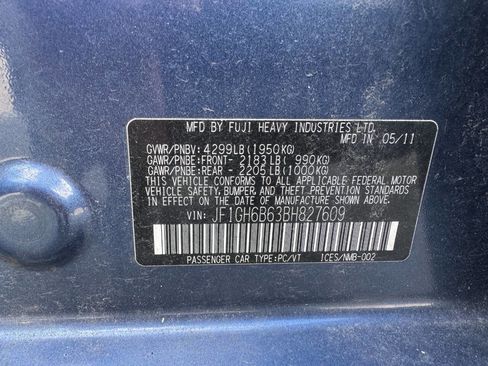 MFD BY FUJI HEAVY INDUSTRIES LTD.
MFD IN 05/11
GVWR/PNBV: 4299LB(1950KG)
GAWR/PNBE:FRONT- 2183LB( 990KG)
GAWR/PNBE:REAR - 2205LB(1000KG)
THIS VEHICLE CONFORMS TO ALL APPLICABLE FEDERAL MOTOR
VEHICLE SAFETY, BUMPER, AND THEFT PREVENTION STANDARDS
IN EFFECT ON THE DATE OF MANUFACTURE SHOWN ABOVE.
VIN: JF1GH6B63BH827609
PASSENGER CAR TYPE:PC/VT ICES/NMB-002